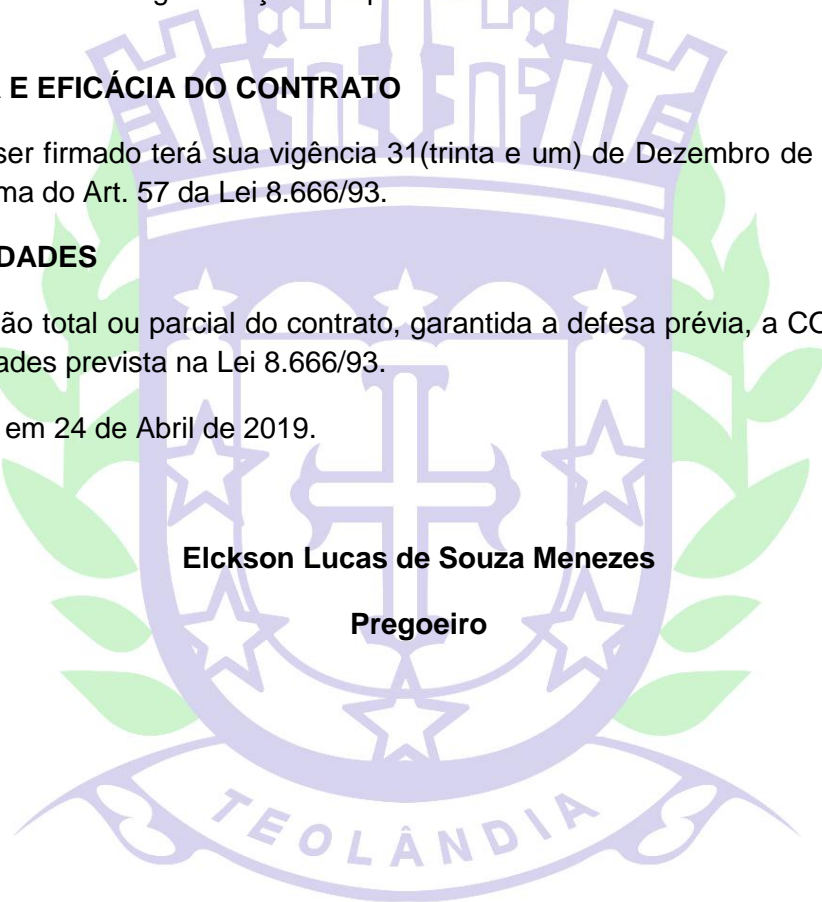 E EFICÁCIA DO CONTRATO
ser firmado terá sua vigência 31(trinta e um) de Dezembro de
ma do Art. 57 da Lei 8.666/93.
DADES
ão total ou parcial do contrato, garantida a defesa prévia, a CO
ades prevista na Lei 8.666/93.
em 24 de Abril de 2019.
Elckson Lucas de Souza Menezes
Pregoeiro
TEOLÂNDIA